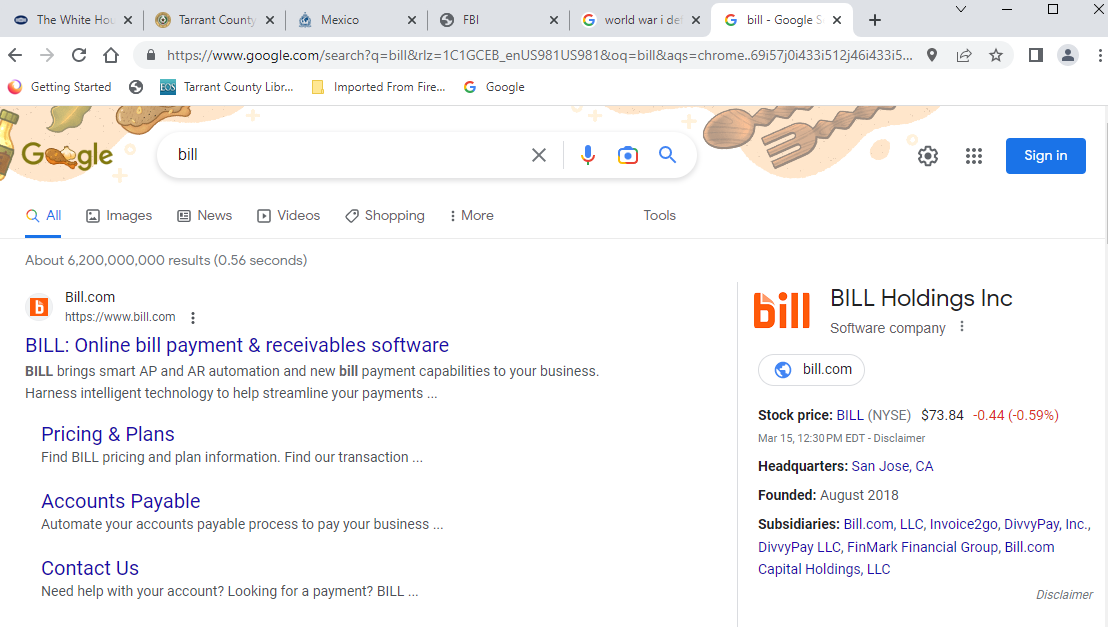 The White Hou
Tarrant County
Mexico
FBI
world war i def
bill - Google S
https://www.google.com/search?q=bill&rlz=1C1GCEB_enUS981US981&oq=bill&aqs=chrome..69i57j0i433i512j46i433i5...
Getting Started
EOS
Tarrant County Libr...
Imported From Fire...
Google
Google
bill
Sign in
All
Images
News
Videos
Shopping
More
Tools
About 6,200,000,000 results (0.56 seconds)
Bill.com
https://www.bill.com
BILL: Online bill payment & receivables software
BILL brings smart AP and AR automation and new bill payment capabilities to your business.
Harness intelligent technology to help streamline your payments ...
Pricing & Plans
Find BILL pricing and plan information. Find our transaction ...
Accounts Payable
Automate your accounts payable process to pay your business ...
Contact Us
Need help with your account? Looking for a payment? BILL ...
bill
BILL Holdings Inc
Software company
bill.com
Stock price: BILL (NYSE) $73.84 -0.44 (-0.59%)
Mar 15, 12:30 PM EDT - Disclaimer
Headquarters: San Jose, CA
Founded: August 2018
Subsidiaries: Bill.com, LLC, Invoice2go, DivvyPay, Inc.,
DivvyPay LLC, FinMark Financial Group, Bill.com
Capital Holdings, LLC
Disclaimer